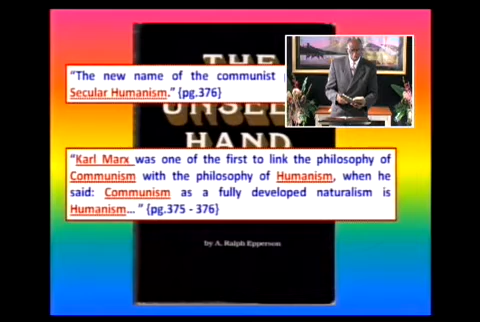 THE
"The new name of the communist
Secular Humanism." {pg.376}
UNSEEN
HAND
"Karl Marx was one of the first to link the philosophy of
Communism with the philosophy of Humanism, when he
said: Communism as a fully developed naturalism is
Humanism..." {pg.375 - 376}
by A. Ralph Epperson